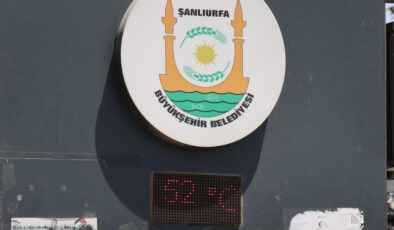 ŞANLIURFA
BÜYÜKŞEHİR BELEDİYESİ
52 °C